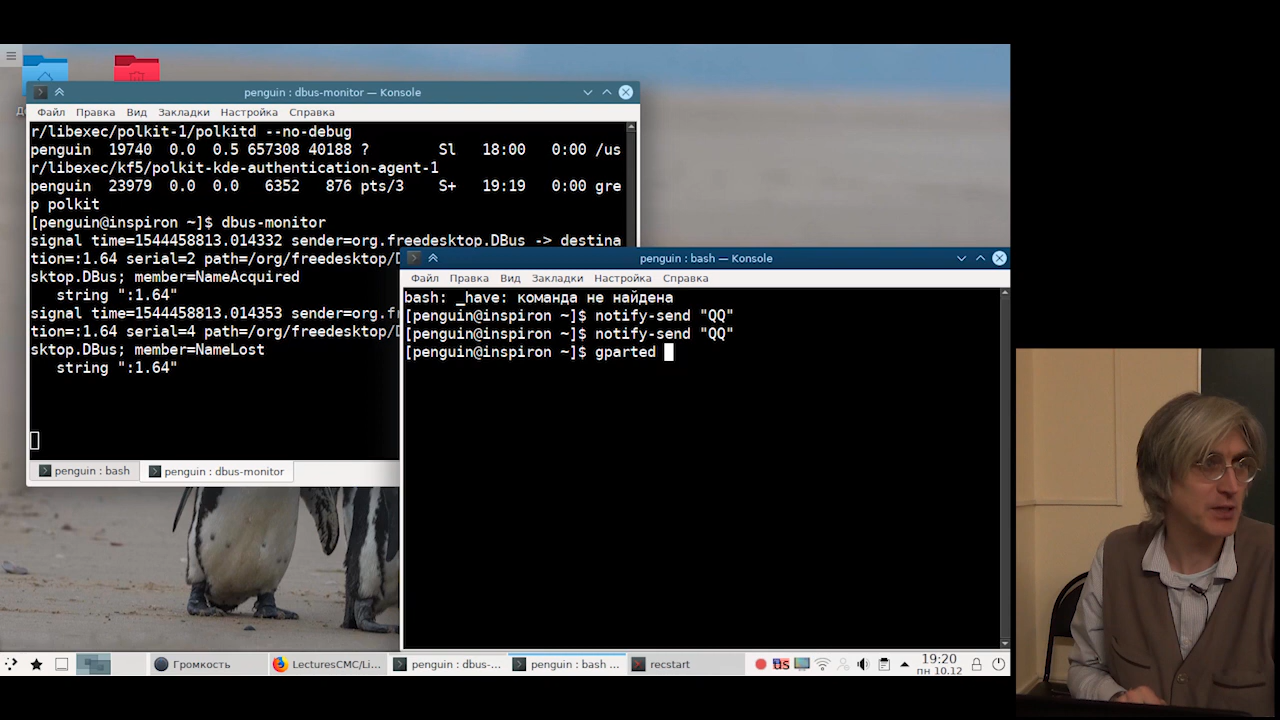 penguin : dbus-monitor — Konsole
Файл Правка Вид Закладки Настройка Справка
r/libexec/polkit-1/polkitd --no-debug
penguin 19740 0.0 0.5 657308 40188 ? Sl 18:00 0:00 /us
r/libexec/kf5/polkit-kde-authentication-agent-1
penguin 23979 0.0 0.0 6352 876 pts/3 S+ 19:19 0:00 gre
p polkit
[penguin@inspiron ~]$ dbus-monitor
signal time=1544458813.014332 sender=org.freedesktop.DBus -> destina
tion=:1.64 serial=2 path=/org/freedesktop/D
sktop.DBus; member=NameAcquired
string ":1.64"
signal time=1544458813.014353 sender=org.f
tion=:1.64 serial=4 path=/org/freedesktop/D
sktop.DBus; member=NameLost
string ":1.64"
penguin : bash penguin : dbus-monitor
penguin : bash — Konsole
Файл Правка Вид Закладки Настройка Справка
bash: _have: команда не найдена
[penguin@inspiron ~]$ notify-send "QQ"
[penguin@inspiron ~]$ notify-send "QQ"
[penguin@inspiron ~]$ gparted
Громкость LecturesCMC/Li... penguin : dbus-... penguin : bash ... recstart US 19:20
пн 10.12